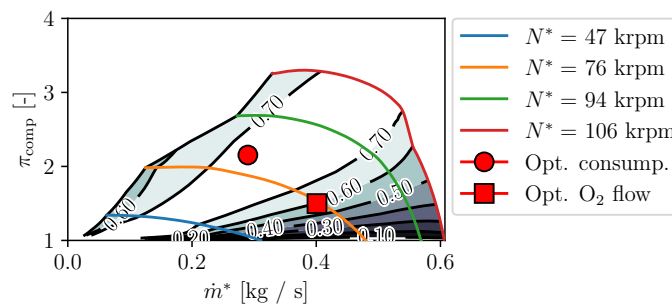 4
3
2
1
π_comp [-]
0.0
0.2
0.4
0.6
ṁ* [kg / s]
0.70
0.70
0.60
0.60
0.50
0.40
0.30
0.20
0.10
N* = 47 krpm
N* = 76 krpm
N* = 94 krpm
N* = 106 krpm
Opt. consump.
Opt. O₂ flow